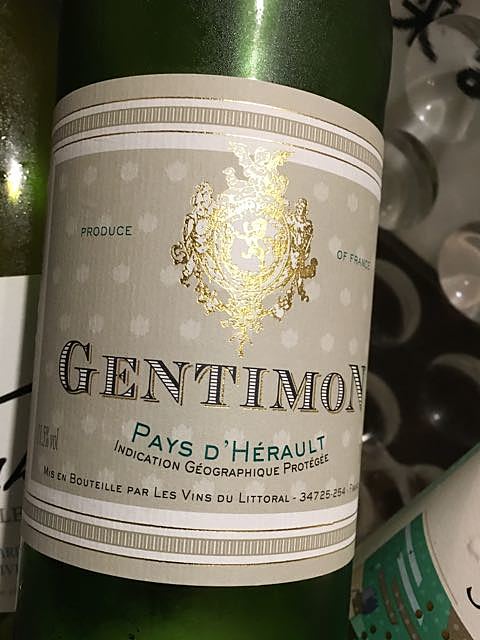 PRODUCE
OF FRANCE
GENTIMON
PAYS D'HÉRAULT
INDICATION GÉOGRAPHIQUE PROTÉGÉE
MIS EN BOUTEILLE PAR LES VINS DU LITTORAL - 34725-254 -